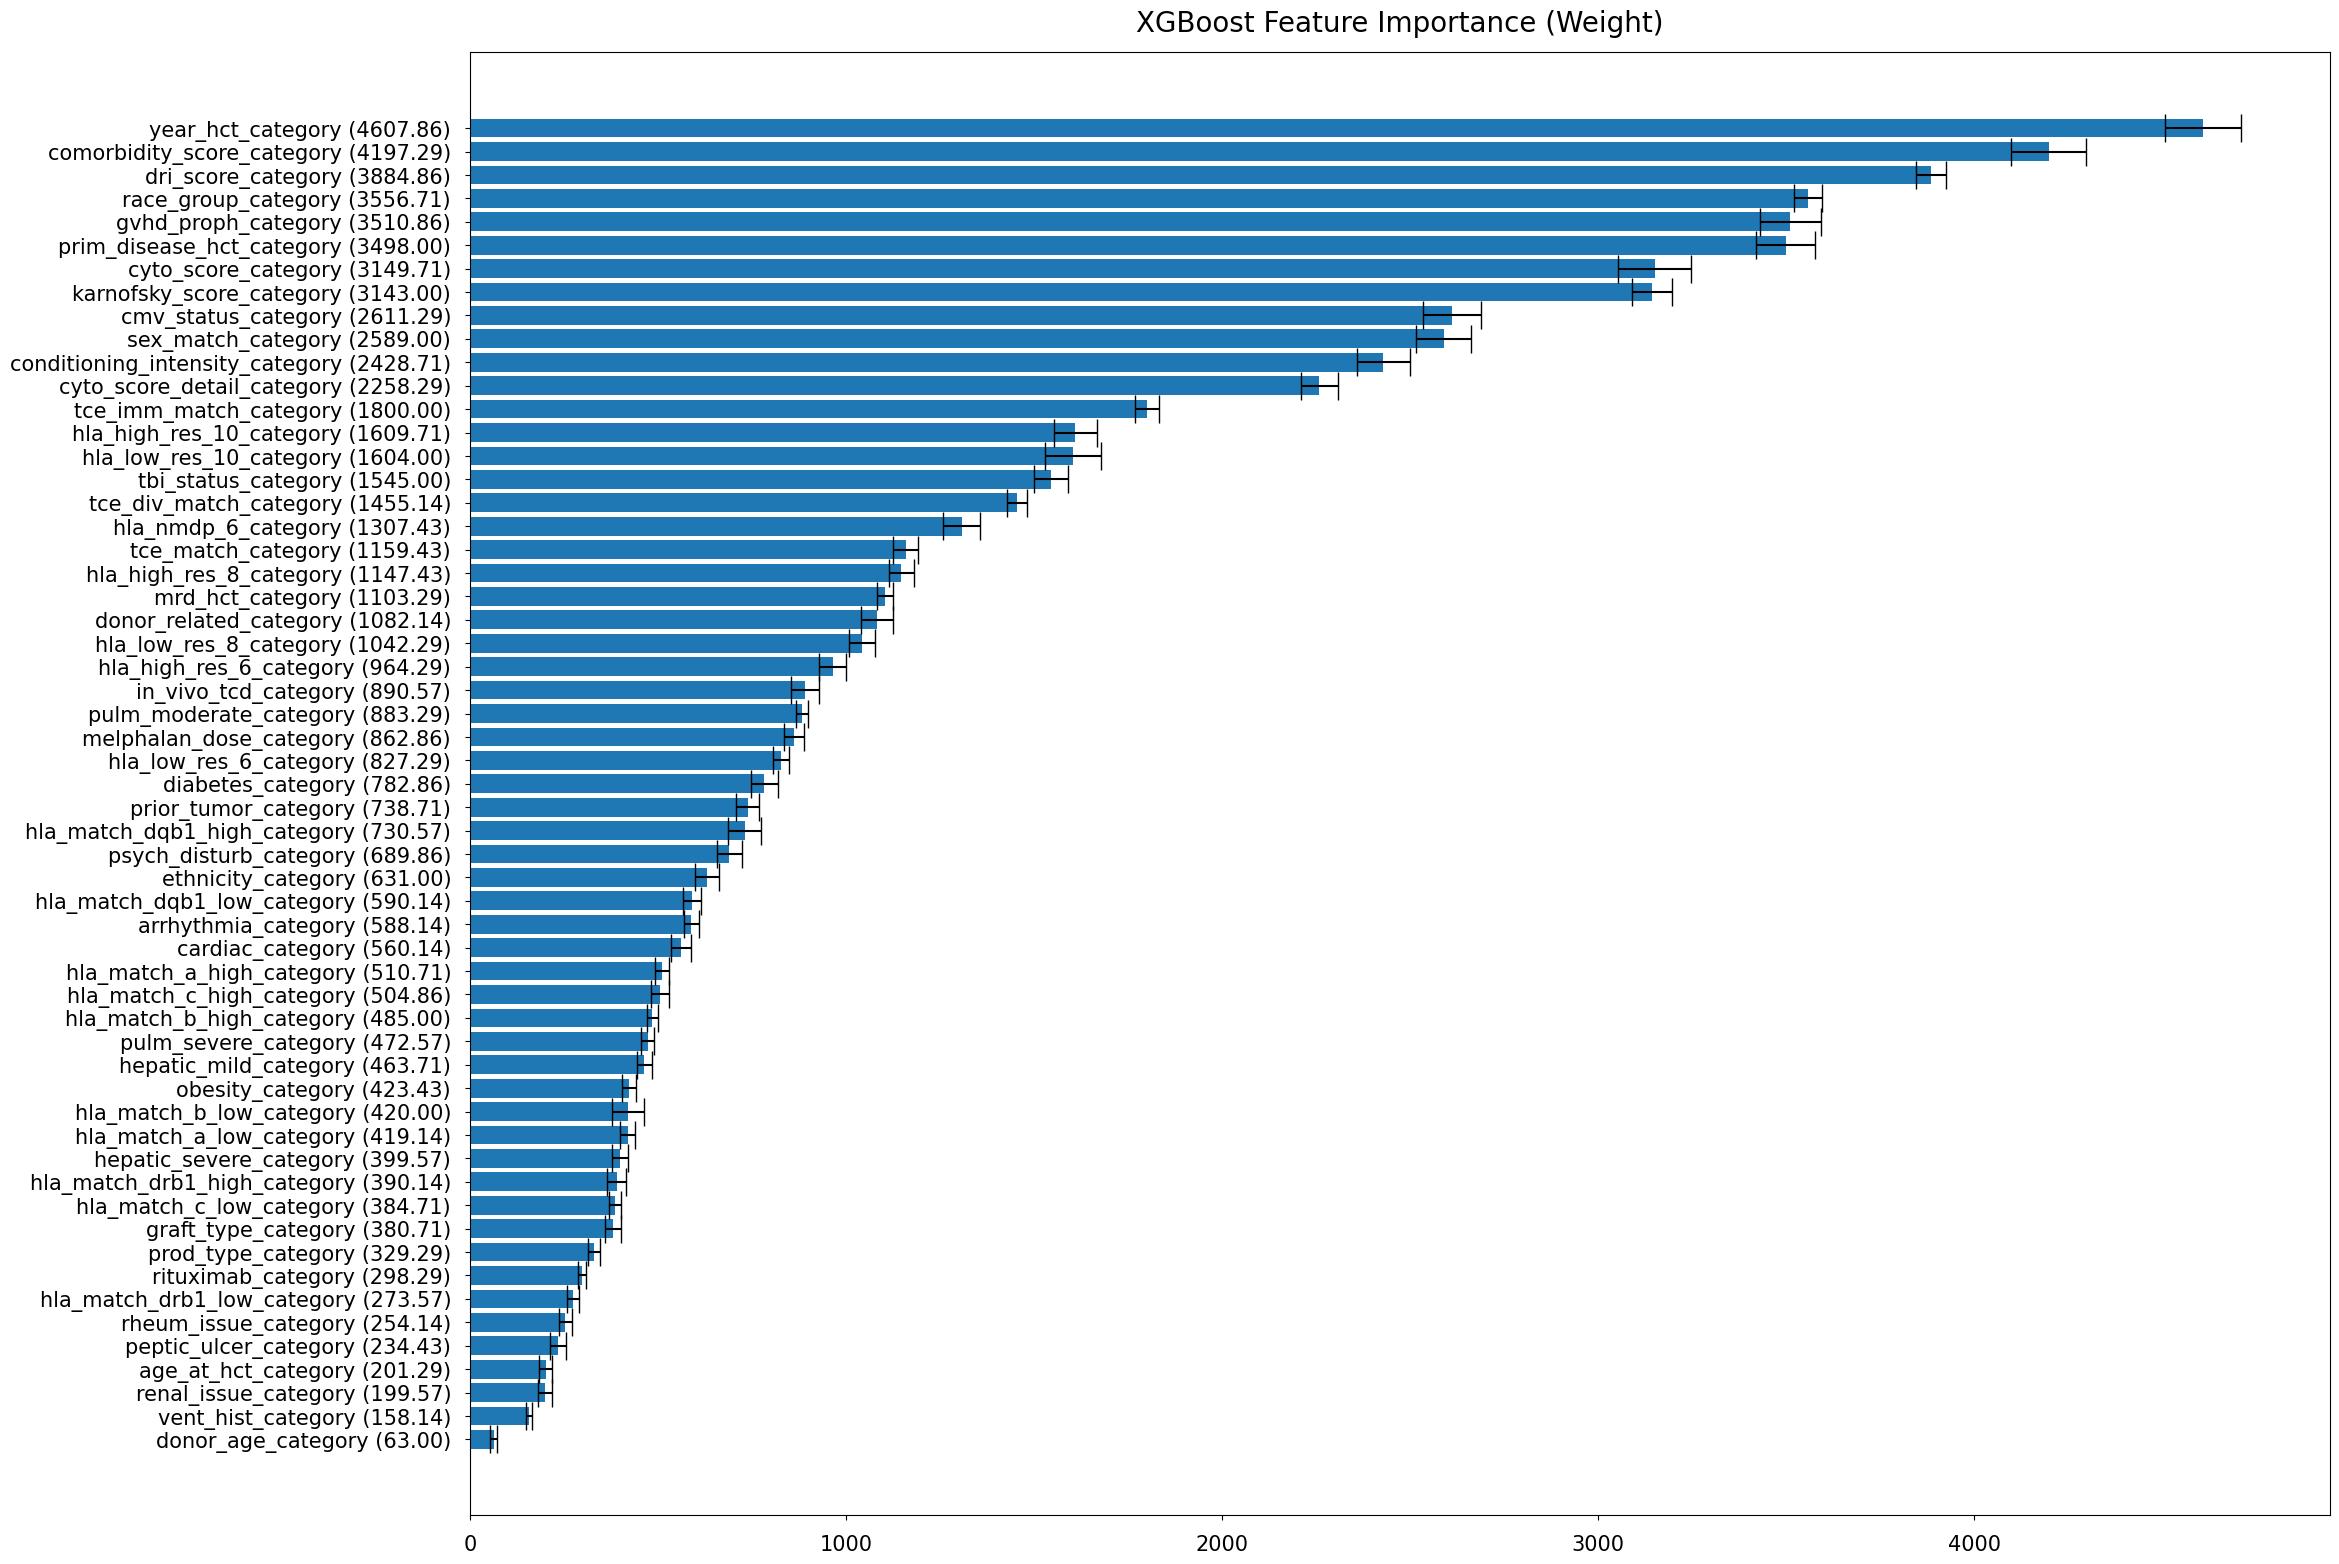 XGBoost Feature Importance (Weight)
year_hct_category (4607.86)
comorbidity_score_category (4197.29)
dri_score_category (3884.86)
race_group_category (3556.71)
gvhd_proph_category (3510.86)
prim_disease_hct_category (3498.00)
cyto_score_category (3149.71)
karnofsky_score_category (3143.00)
cmv_status_category (2611.29)
sex_match_category (2589.00)
conditioning_intensity_category (2428.71)
cyto_score_detail_category (2258.29)
tce_imm_match_category (1800.00)
hla_high_res_10_category (1609.71)
hla_low_res_10_category (1604.00)
tbi_status_category (1545.00)
tce_div_match_category (1455.14)
hla_nmdp_6_category (1307.43)
tce_match_category (1159.43)
hla_high_res_8_category (1147.43)
mrd_hct_category (1103.29)
donor_related_category (1082.14)
hla_low_res_8_category (1042.29)
hla_high_res_6_category (964.29)
in_vivo_tcd_category (890.57)
pulm_moderate_category (883.29)
melphalan_dose_category (862.86)
hla_low_res_6_category (827.29)
diabetes_category (782.86)
prior_tumor_category (738.71)
hla_match_dqb1_high_category (730.57)
psych_disturb_category (689.86)
ethnicity_category (631.00)
hla_match_dqb1_low_category (590.14)
arrhythmia_category (588.14)
cardiac_category (560.14)
hla_match_a_high_category (510.71)
hla_match_c_high_category (504.86)
hla_match_b_high_category (485.00)
pulm_severe_category (472.57)
hepatic_mild_category (463.71)
obesity_category (423.43)
hla_match_b_low_category (420.00)
hla_match_a_low_category (419.14)
hepatic_severe_category (399.57)
hla_match_drb1_high_category (390.14)
hla_match_c_low_category (384.71)
graft_type_category (380.71)
prod_type_category (329.29)
rituximab_category (298.29)
hla_match_drb1_low_category (273.57)
rheum_issue_category (254.14)
peptic_ulcer_category (234.43)
age_at_hct_category (201.29)
renal_issue_category (199.57)
vent_hist_category (158.14)
donor_age_category (63.00)
0 1000 2000 3000 4000